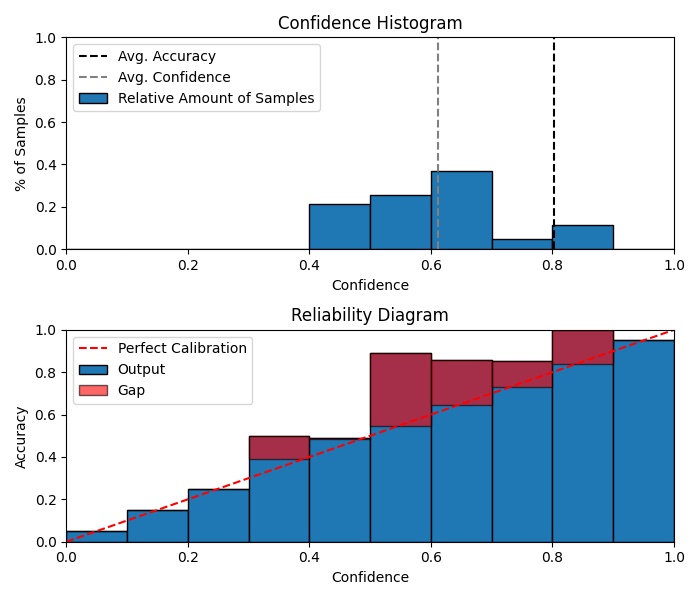 Confidence Histogram
1.0
0.8
0.6
0.4
0.2
0.0
% of Samples
Avg. Accuracy
Avg. Confidence
Relative Amount of Samples
0.0 0.2 0.4 0.6 0.8 1.0
Confidence
Reliability Diagram
1.0
0.8
0.6
0.4
0.2
0.0
Accuracy
Perfect Calibration
Output
Gap
0.0 0.2 0.4 0.6 0.8 1.0
Confidence